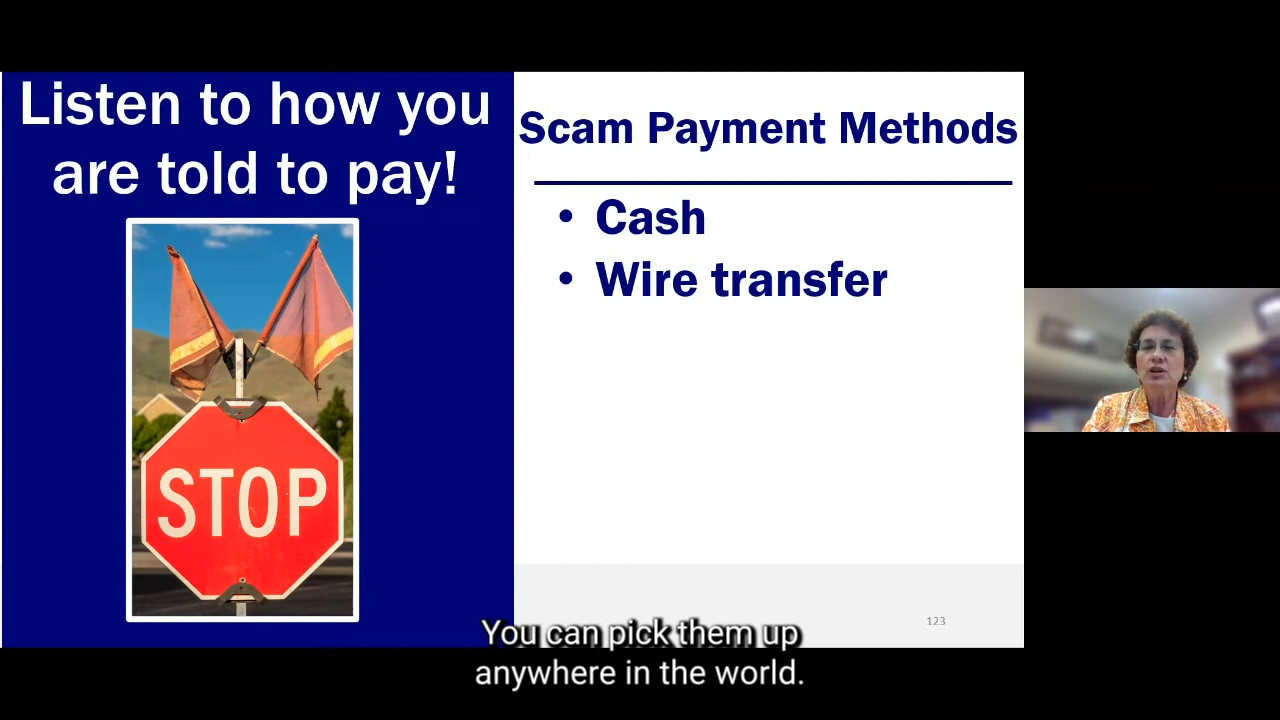 Listen to how you
are told to pay!
Scam Payment Methods
• Cash
• Wire transfer
STOP
123
You can pick them up
anywhere in the world.